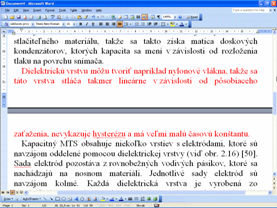 Document1 - Microsoft Word
stlačiteľného materiálu, takže sa takto získa matica doskových
kondenzátorov, ktorých kapacita sa mení v závislosti od rozloženia
tlaku na povrchu snímača.
Dielektrickú vrstvu môžu tvoriť napríklad nylonové vlákna, takže sa
táto vrstva stláča takmer lineárne v závislosti od pôsobiaceho
zaťaženia, nevykazuje hysterézu a má veľmi malú časovú konštantu.
Kapacitný MTS obsahuje niekoľko vrstiev s elektródami, ktoré sú
navzájom oddelené pomocou dielektrickej vrstvy (viď obr. 2.16) [50].
Sada elektród pozostáva z rovnobežných vodivých pásikov, ktoré sa
nachádzajú na nosnom materiáli. Jednotlivé sady elektród sú
navzájom kolmé. Každá dielektrická vrstva je vyrobená zo